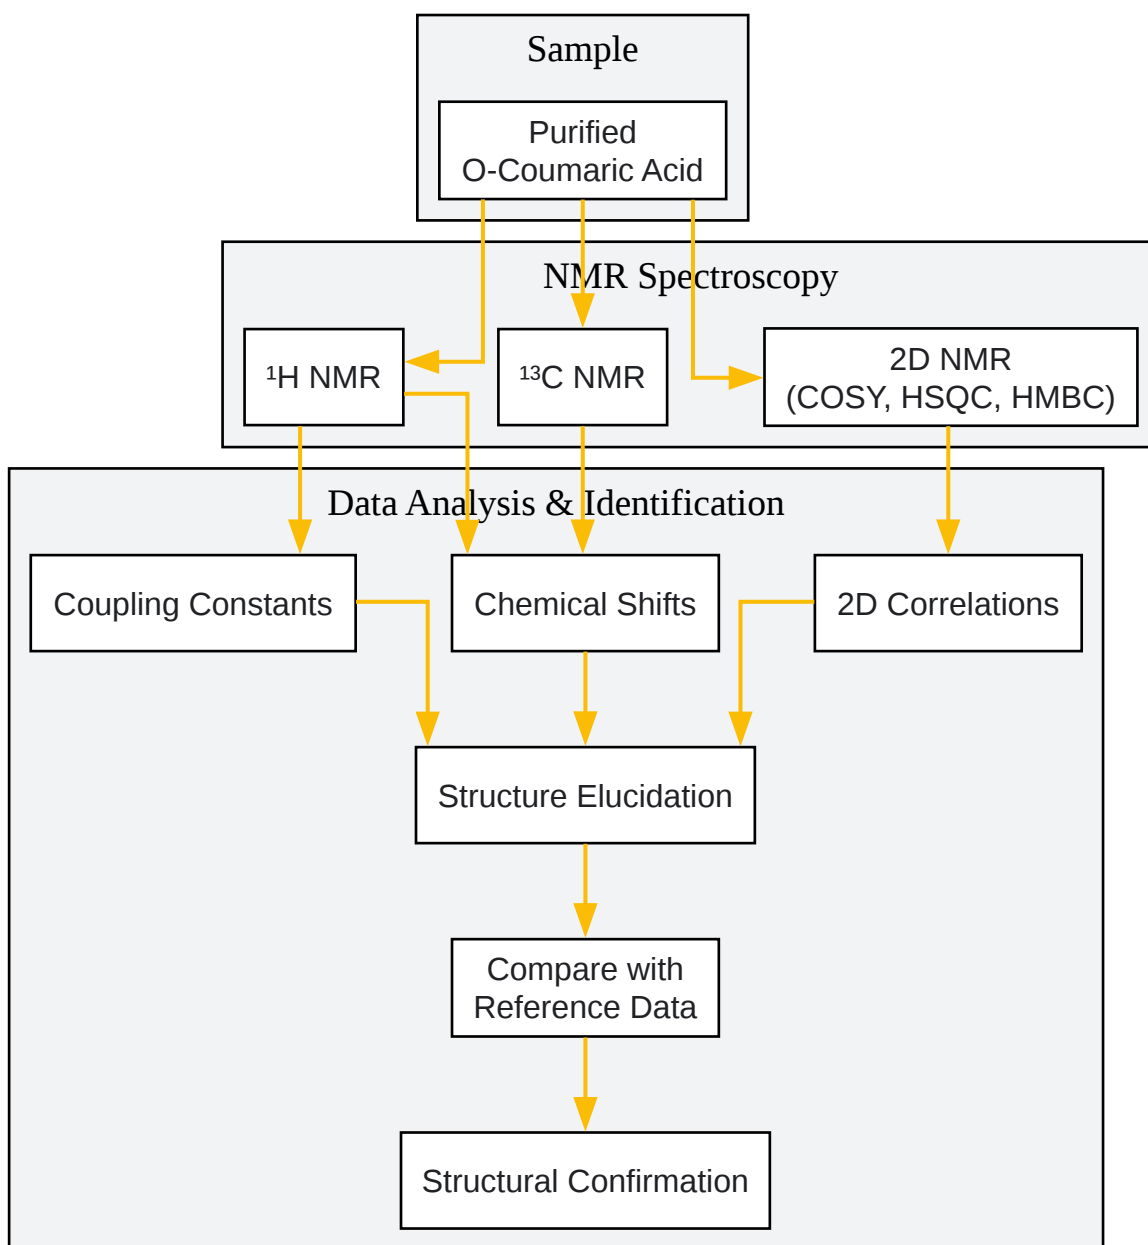 Sample
Purified
O-Coumaric Acid
NMR Spectroscopy
¹H NMR
¹³C NMR
2D NMR
(COSY, HSQC, HMBC)
Data Analysis & Identification
Coupling Constants
Chemical Shifts
2D Correlations
Structure Elucidation
Compare with
Reference Data
Structural Confirmation